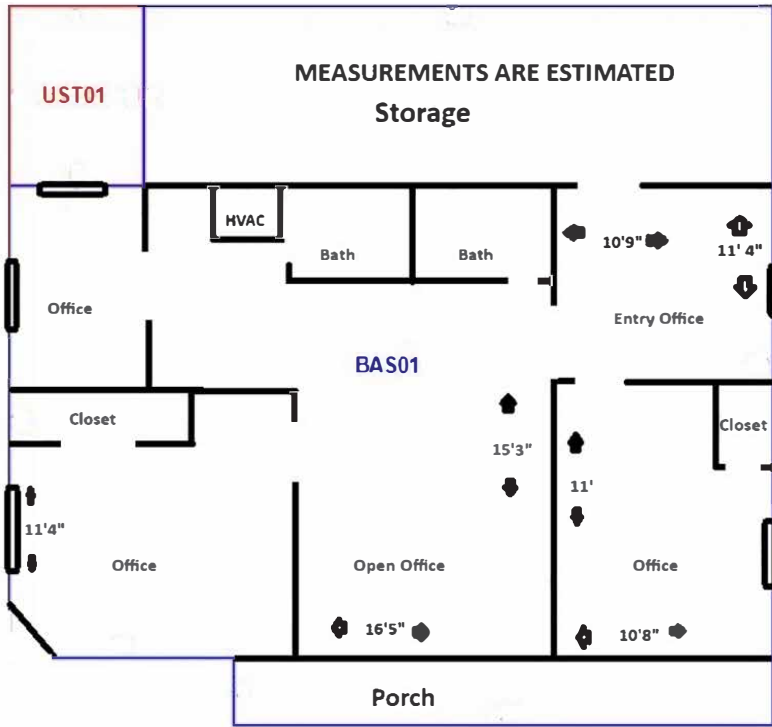 MEASUREMENTS ARE ESTIMATED
UST01
Storage
HVAC
Bath
Bath
10'9"
11' 4"
Office
Entry Office
BAS01
Closet
Closet
15'3"
11'
11'4"
Office
Open Office
Office
16'5"
10'8"
Porch